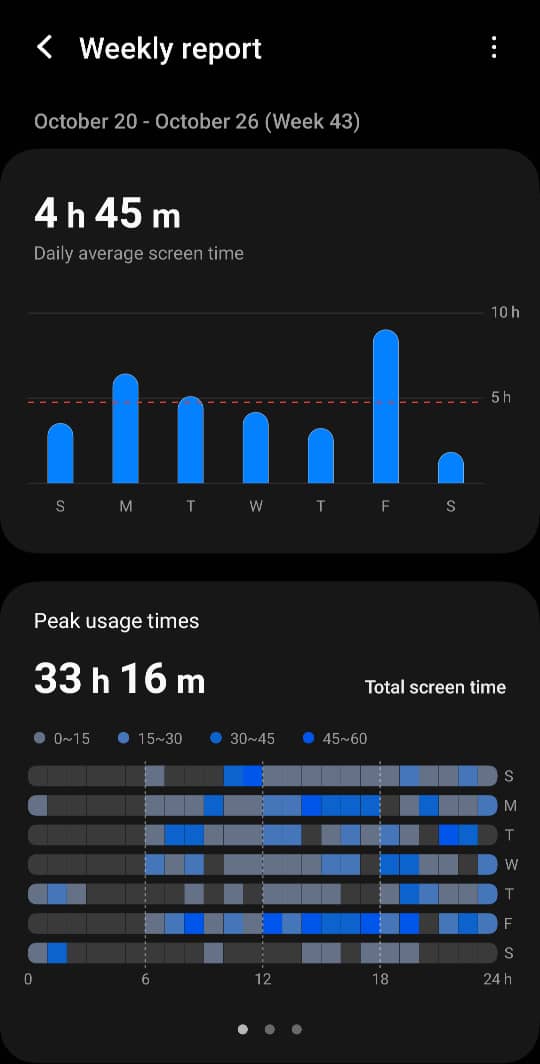 Weekly report
October 20 - October 26 (Week 43)
4 h 45 m
Daily average screen time
10 h
5 h
S M T W T F S
Peak usage times
33 h 16 m Total screen time
0~15 15~30 30~45 45~60
S
M
T
W
T
F
S
0 6 12 18 24 h